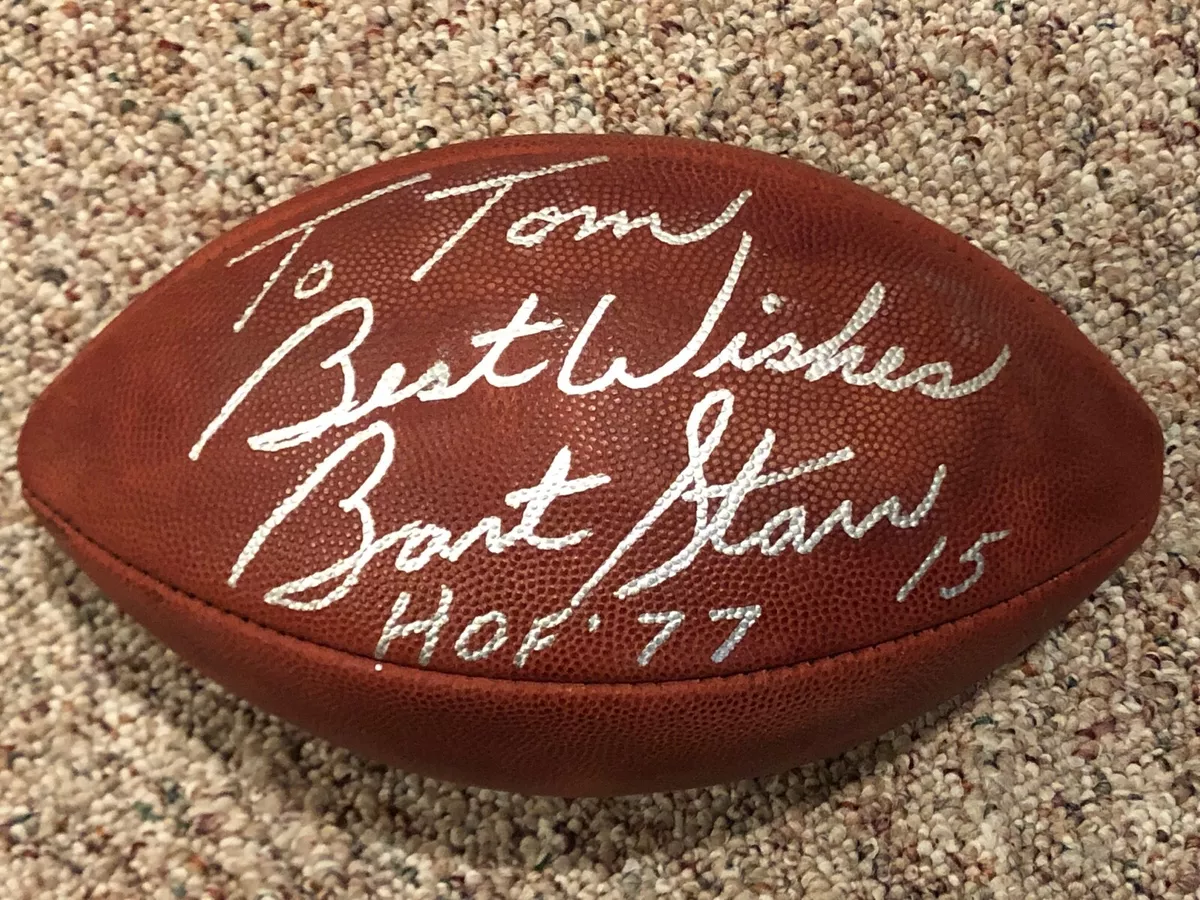 To Tom
Best Wishes
Bart Starr 15
HOF '77